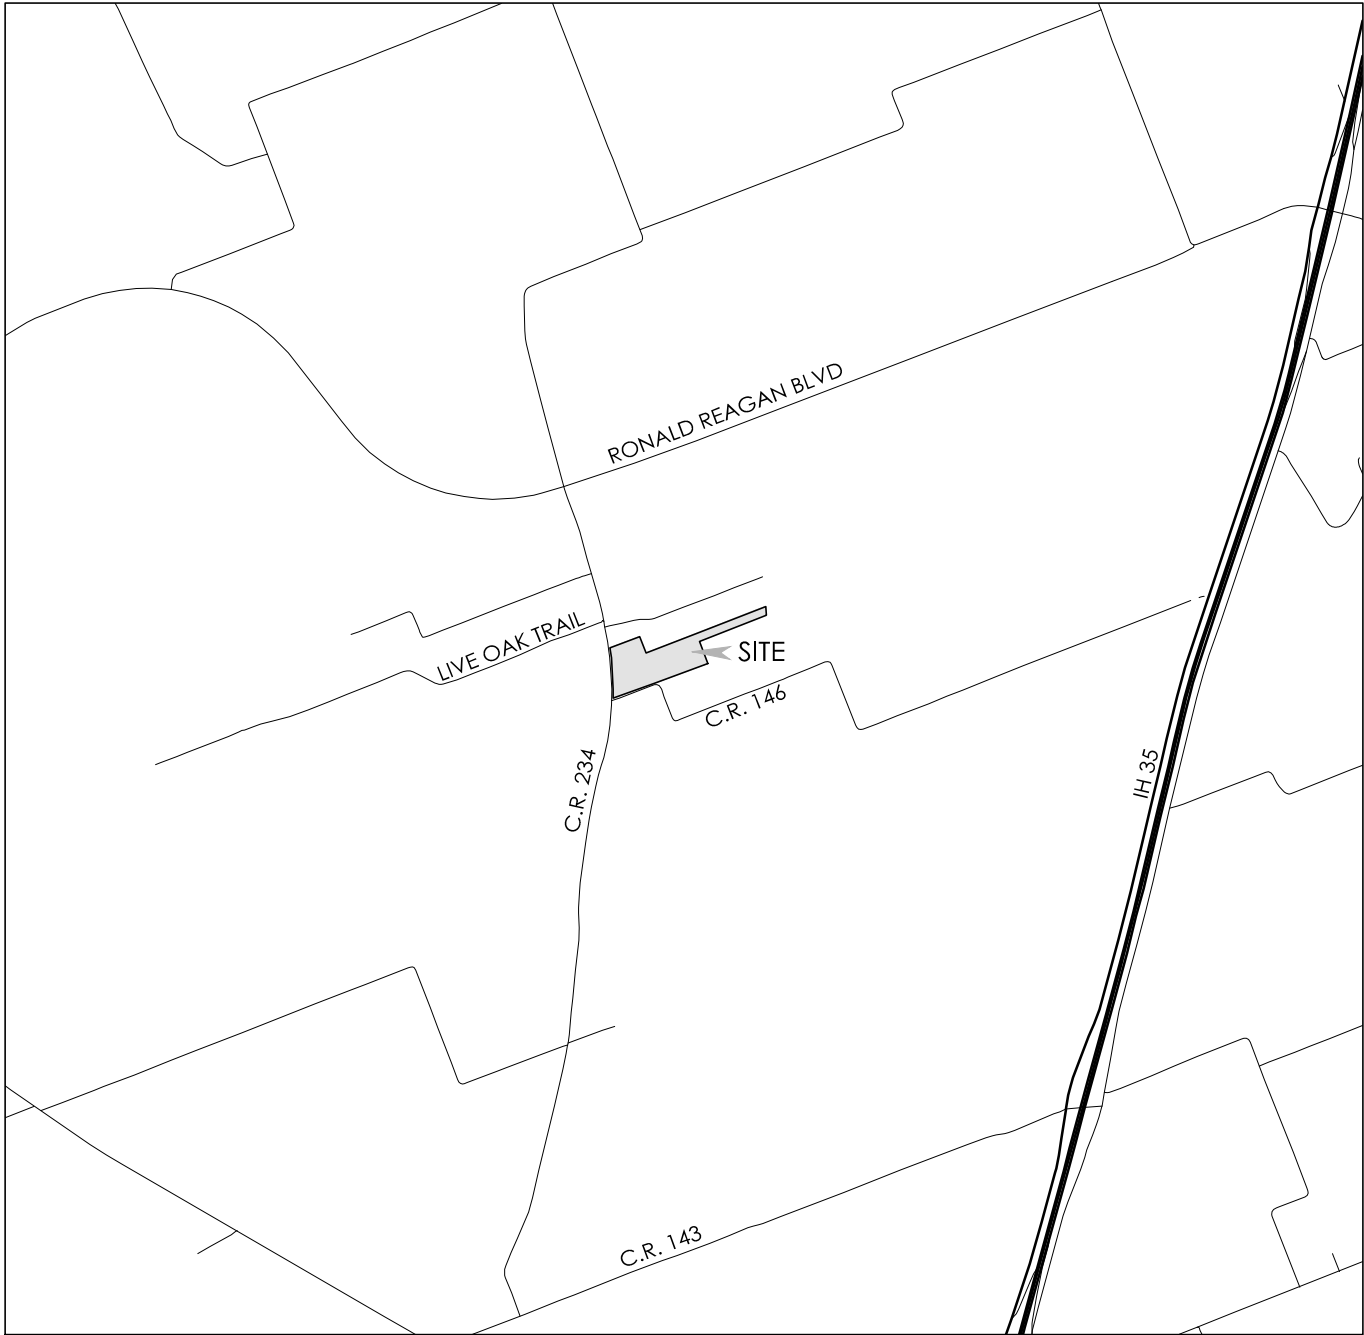 RONALD REAGAN BLVD
LIVE OAK TRAIL
SITE
C.R. 146
C.R. 234
IH 35
C.R. 143